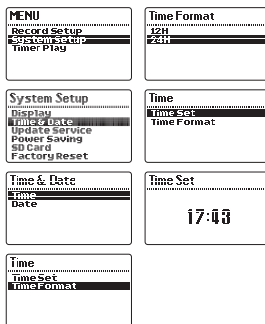 MENU
Record Setup
System Setup
Timer Play
System Setup
Display
Time & Date
Update Service
Power Saving
SD Card
Factory Reset
Time & Date
Time
Date
Time
Time Set
Time Format
Time Format
12H
24H
Time
Time Set
Time Format
Time Set
17:43